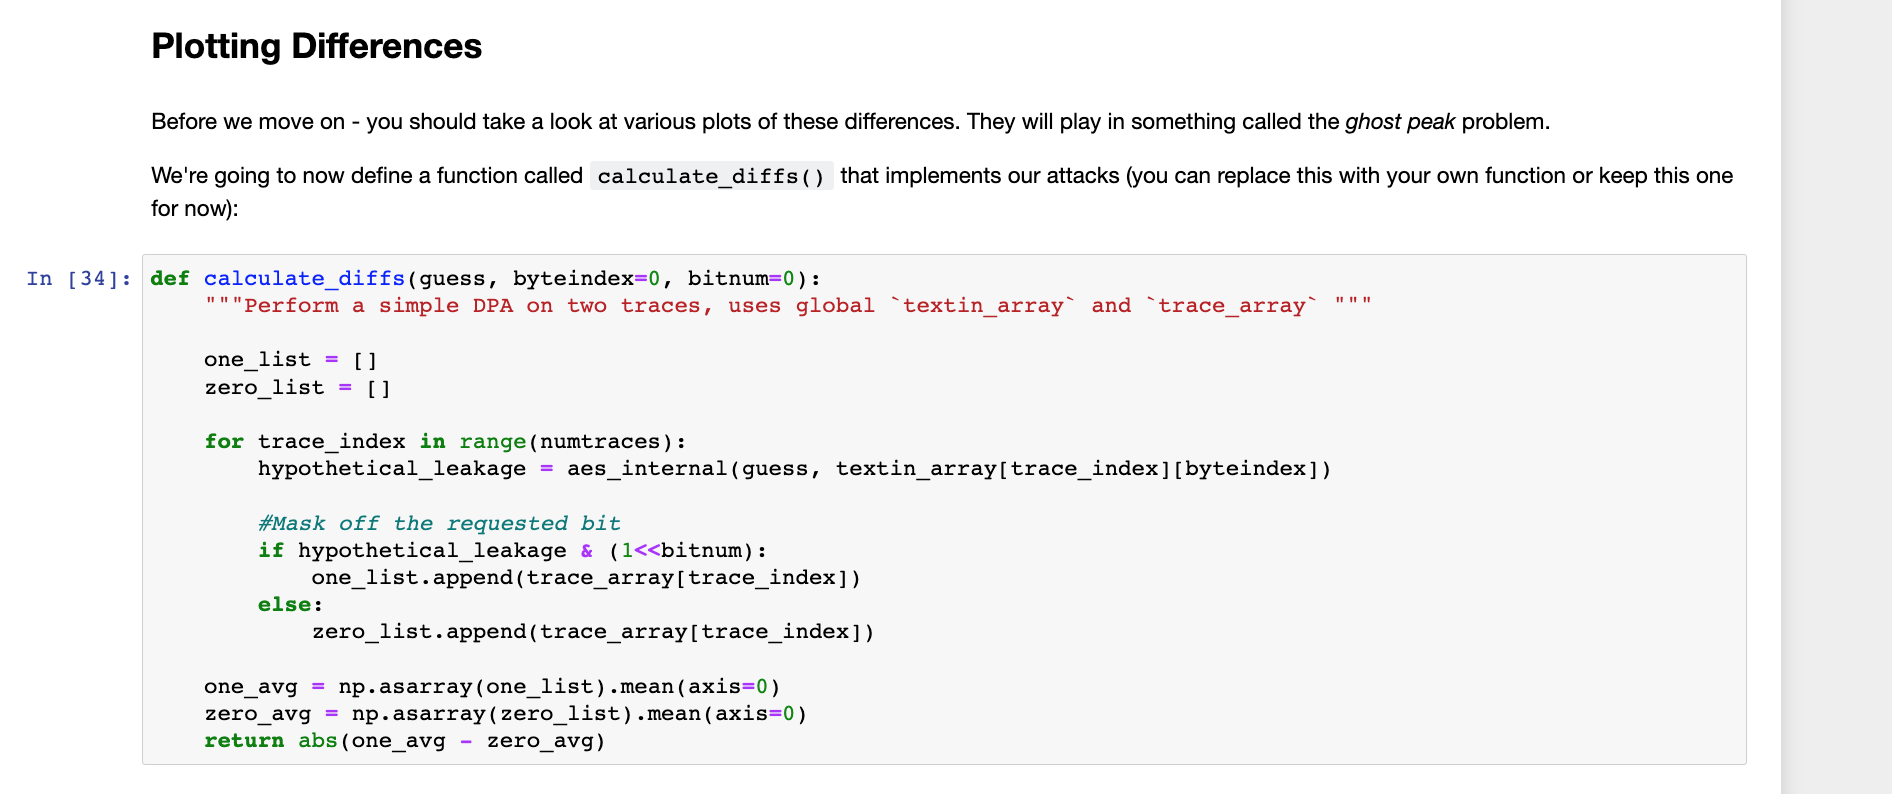 Plotting Differences
Before we move on - you should take a look at various plots of these differences. They will play in something called the ghost peak problem.
We're going to now define a function called calculate_diffs() that implements our attacks (you can replace this with your own function or keep this one
for now):
In [34]: def calculate_diffs(guess, byteindex=0, bitnum=0):
    """Perform a simple DPA on two traces, uses global `textin_array` and `trace_array` """
    one_list = []
    zero_list = []
    for trace_index in range(numtraces):
        hypothetical_leakage = aes_internal(guess, textin_array[trace_index][byteindex])
        #Mask off the requested bit
        if hypothetical_leakage & (1<<bitnum):
            one_list.append(trace_array[trace_index])
        else:
            zero_list.append(trace_array[trace_index])
    one_avg = np.asarray(one_list).mean(axis=0)
    zero_avg = np.asarray(zero_list).mean(axis=0)
    return abs(one_avg - zero_avg)